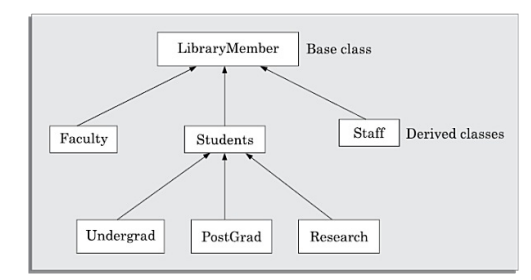 LibraryMember Base class
Faculty Students Staff Derived classes
Undergrad PostGrad Research